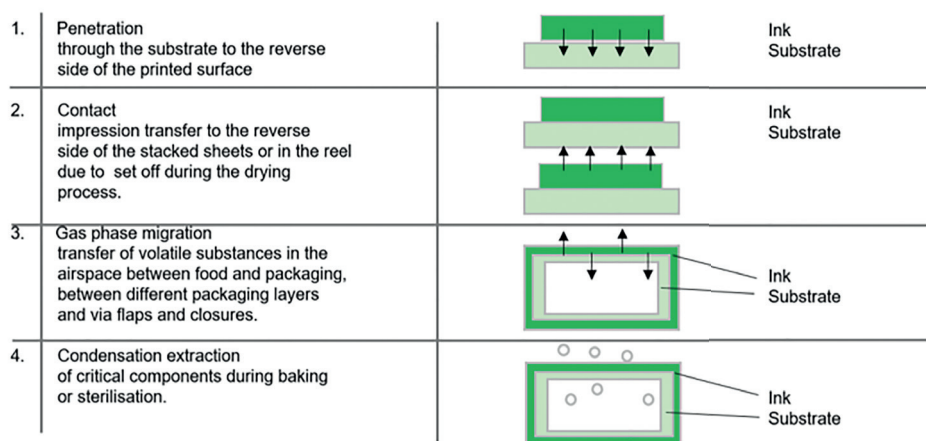 1. Penetration
through the substrate to the reverse
side of the printed surface
Ink
Substrate
2. Contact
impression transfer to the reverse
side of the stacked sheets or in the reel
due to set off during the drying
process.
Ink
Substrate
3. Gas phase migration
transfer of volatile substances in the
airspace between food and packaging,
between different packaging layers
and via flaps and closures.
Ink
Substrate
4. Condensation extraction
of critical components during baking
or sterilisation.
Ink
Substrate